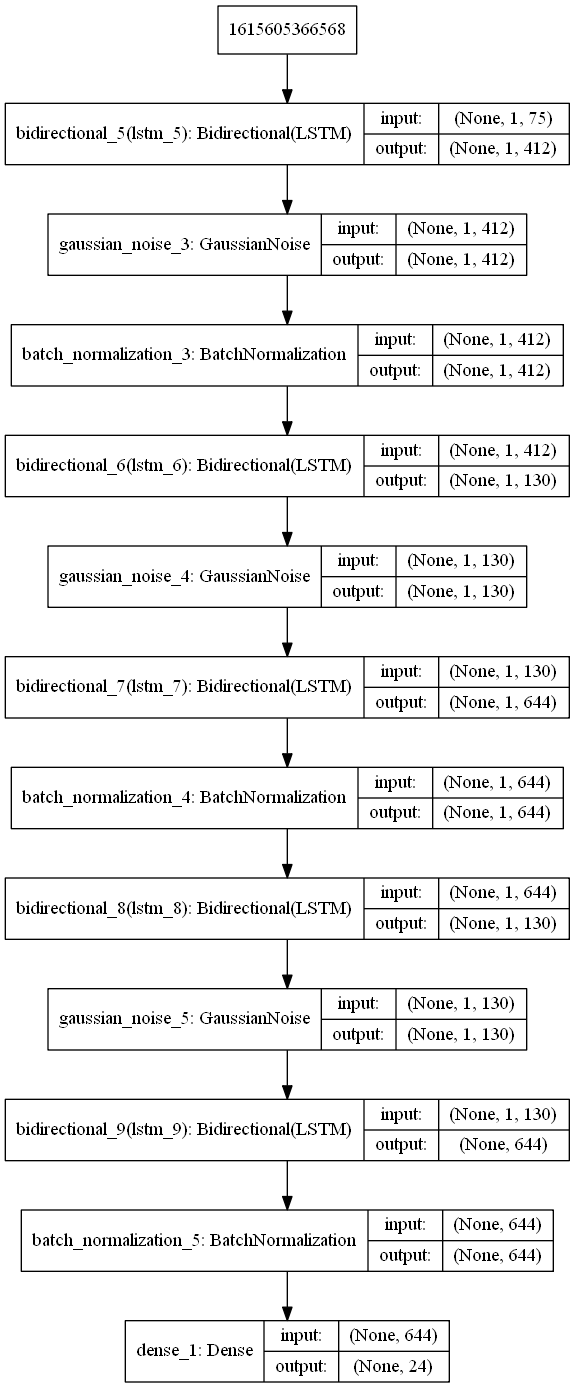 1615605366568
bidirectional_5(lstm_5): Bidirectional(LSTM)
input: (None, 1, 75)
output: (None, 1, 412)
gaussian_noise_3: GaussianNoise
input: (None, 1, 412)
output: (None, 1, 412)
batch_normalization_3: BatchNormalization
input: (None, 1, 412)
output: (None, 1, 412)
bidirectional_6(lstm_6): Bidirectional(LSTM)
input: (None, 1, 412)
output: (None, 1, 130)
gaussian_noise_4: GaussianNoise
input: (None, 1, 130)
output: (None, 1, 130)
bidirectional_7(lstm_7): Bidirectional(LSTM)
input: (None, 1, 130)
output: (None, 1, 644)
batch_normalization_4: BatchNormalization
input: (None, 1, 644)
output: (None, 1, 644)
bidirectional_8(lstm_8): Bidirectional(LSTM)
input: (None, 1, 644)
output: (None, 1, 130)
gaussian_noise_5: GaussianNoise
input: (None, 1, 130)
output: (None, 1, 130)
bidirectional_9(lstm_9): Bidirectional(LSTM)
input: (None, 1, 130)
output: (None, 644)
batch_normalization_5: BatchNormalization
input: (None, 644)
output: (None, 644)
dense_1: Dense
input: (None, 644)
output: (None, 24)